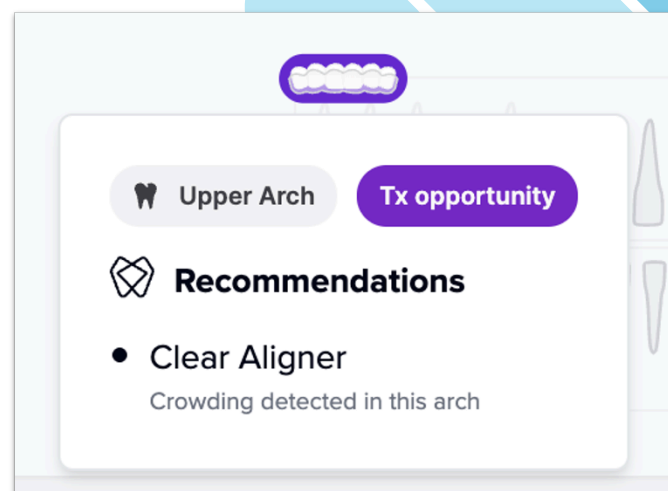 Upper Arch
Tx opportunity
Recommendations
Clear Aligner
Crowding detected in this arch